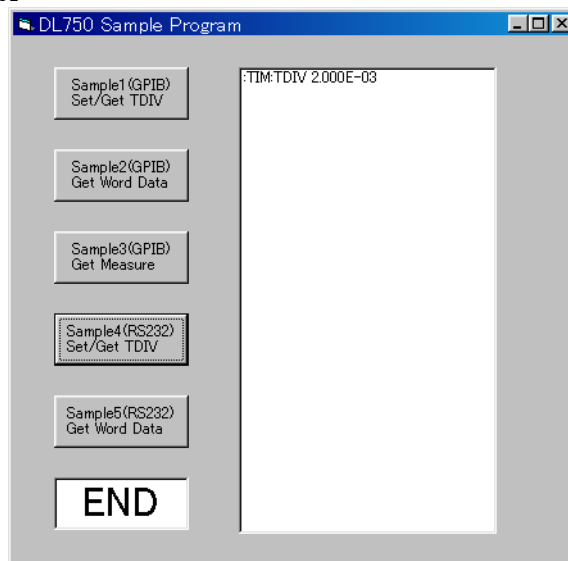 DL750 Sample Program
Sample1(GPIB)
Set/Get TDIV
:TIM:TDIV 2.000E-03
Sample2(GPIB)
Get Word Data
Sample3(GPIB)
Get Measure
Sample4(RS232)
Set/Get TDIV
Sample5(RS232)
Get Word Data
END